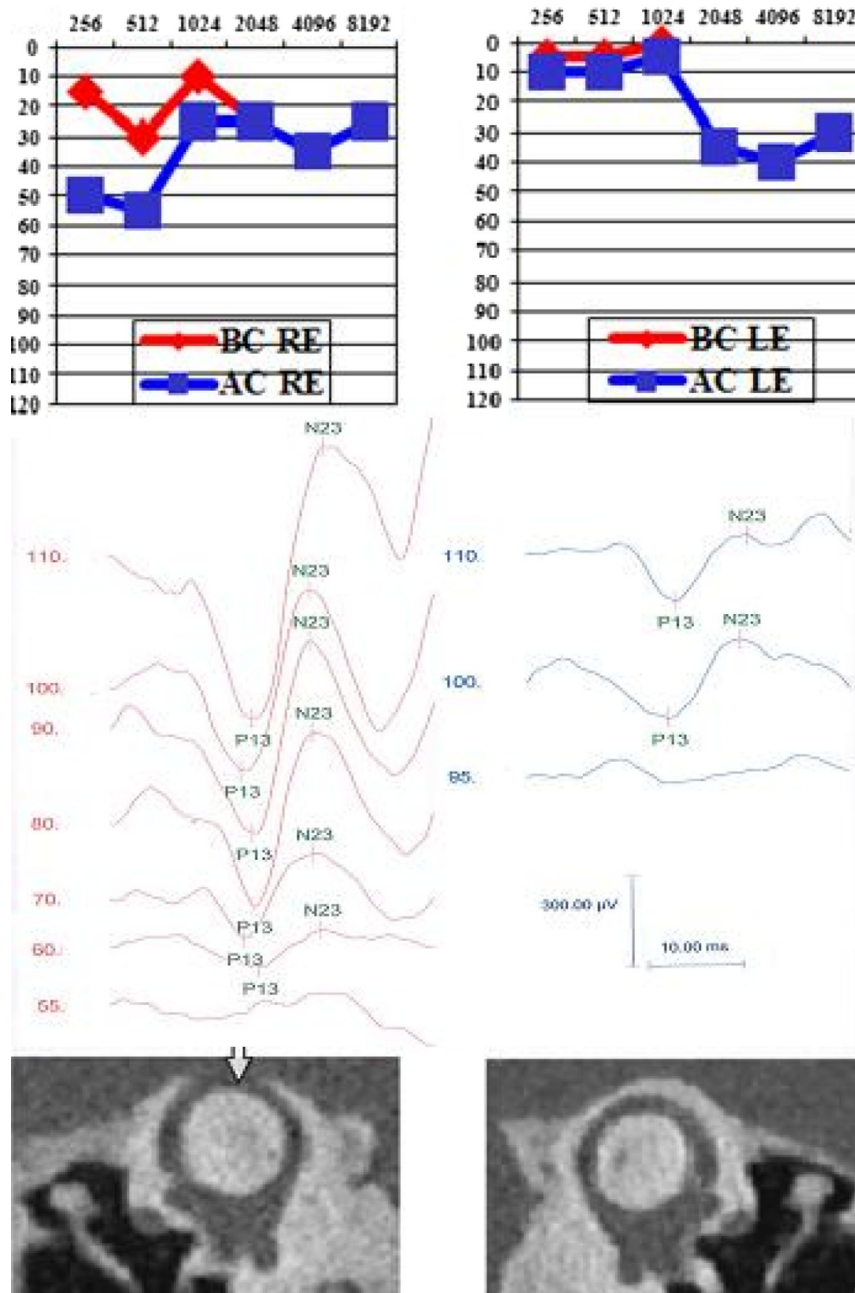 256 512 1024 2048 4096 8192
0
10
20
30
40
50
60
70
80
90
100
110
120
BC RE
AC RE
256 512 1024 2048 4096 8192
0
10
20
30
40
50
60
70
80
90
100
110
120
BC LE
AC LE
N23
110.
N23
P13
100.
N23
90.
P13
N23
80.
P13
N23
70.
P13
N23
60.
P13
P13
55.
N23
110.
P13
N23
100.
P13
95.
300.00 µV
10.00 ms